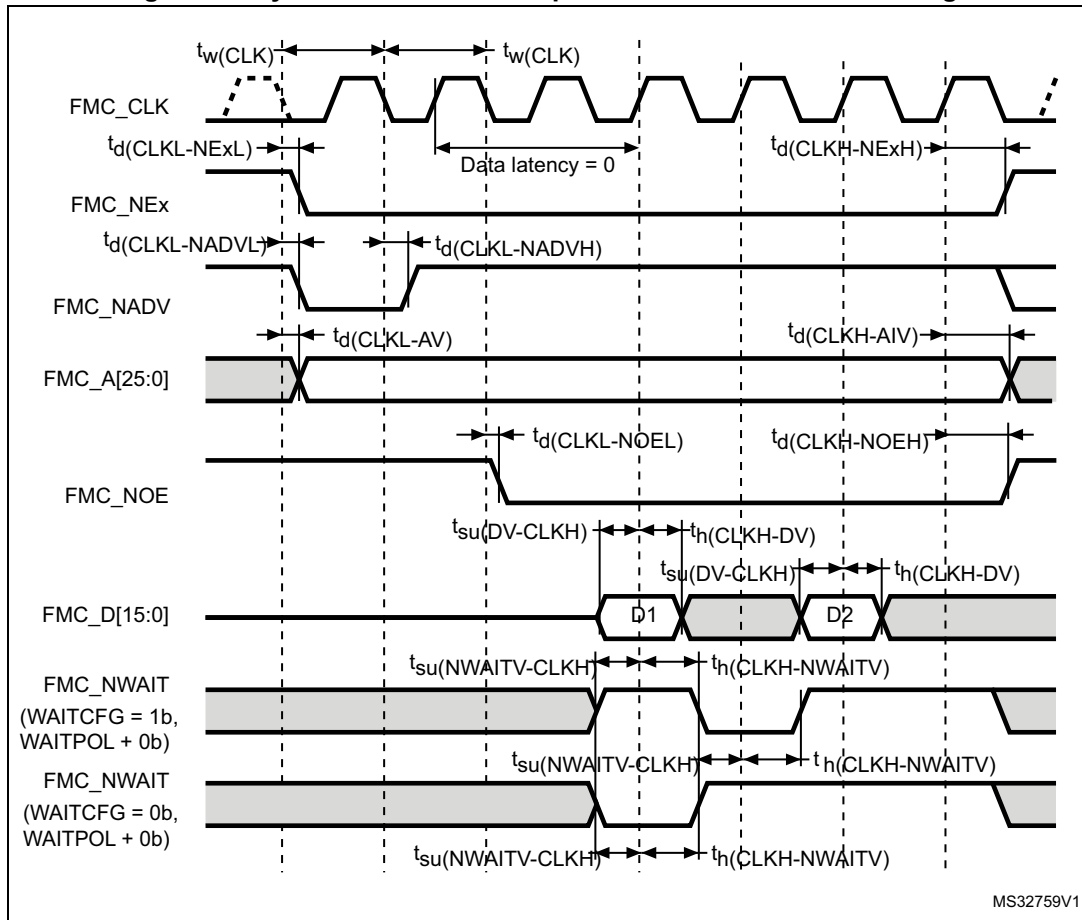 tw(CLK)
tw(CLK)
FMC_CLK
td(CLKL-NExL)
Data latency = 0
td(CLKH-NExH)
FMC_NEx
td(CLKL-NADVL)
td(CLKL-NADVH)
FMC_NADV
td(CLKL-AV)
td(CLKH-AIV)
FMC_A[25:0]
td(CLKL-NOEL)
td(CLKH-NOEH)
FMC_NOE
tsu(DV-CLKH)
th(CLKH-DV)
tsu(DV-CLKH)
th(CLKH-DV)
FMC_D[15:0]
D1
D2
tsu(NWAITV-CLKH)
th(CLKH-NWAITV)
FMC_NWAIT
(WAITCFG = 1b,
WAITPOL + 0b)
tsu(NWAITV-CLKH)
t h(CLKH-NWAITV)
FMC_NWAIT
(WAITCFG = 0b,
WAITPOL + 0b)
tsu(NWAITV-CLKH)
th(CLKH-NWAITV)
MS32759V1